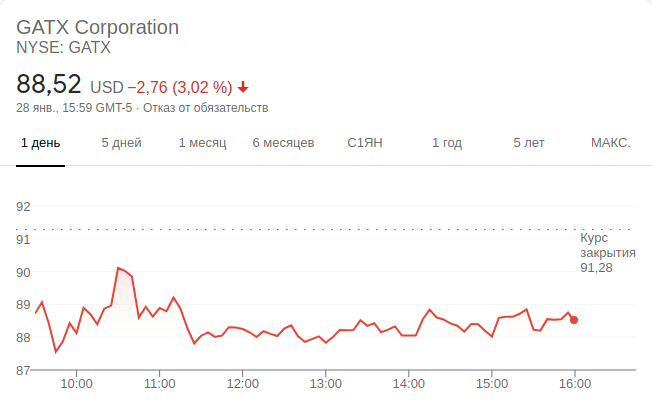 GATX Corporation
NYSE: GATX
88,52 USD −2,76 (3,02 %)
28 янв., 15:59 GMT-5 · Отказ от обязательств
1 день 5 дней 1 месяц 6 месяцев С1ЯН 1 год 5 лет МАКС.
92
91
90
89
88
87
Курс
закрытия
91,28
10:00 11:00 12:00 13:00 14:00 15:00 16:00